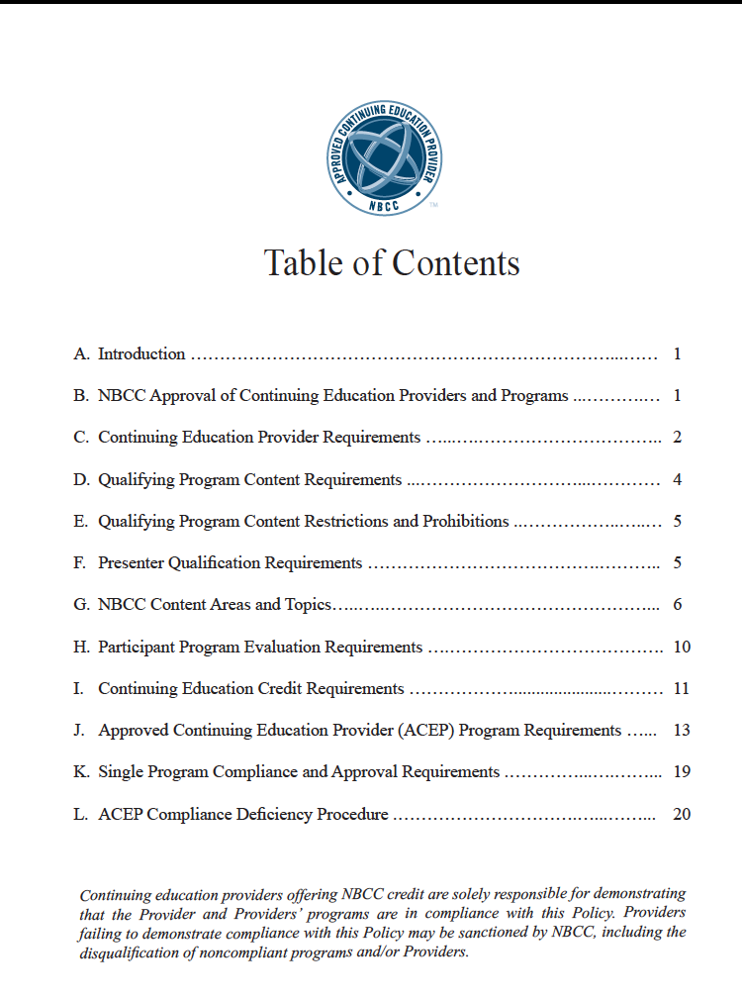 APPROVED CONTINUING EDUCATION PROVIDER
NBCC
TM
Table of Contents
A. Introduction ........................................................................ 1
B. NBCC Approval of Continuing Education Providers and Programs ............... 1
C. Continuing Education Provider Requirements ........................................ 2
D. Qualifying Program Content Requirements ........................................... 4
E. Qualifying Program Content Restrictions and Prohibitions ......................... 5
F. Presenter Qualification Requirements .................................................. 5
G. NBCC Content Areas and Topics........................................................ 6
H. Participant Program Evaluation Requirements ........................................ 10
I. Continuing Education Credit Requirements ........................................... 11
J. Approved Continuing Education Provider (ACEP) Program Requirements ...... 13
K. Single Program Compliance and Approval Requirements ........................... 19
L. ACEP Compliance Deficiency Procedure ............................................. 20
Continuing education providers offering NBCC credit are solely responsible for demonstrating
that the Provider and Providers’ programs are in compliance with this Policy. Providers
failing to demonstrate compliance with this Policy may be sanctioned by NBCC, including the
disqualification of noncompliant programs and/or Providers.